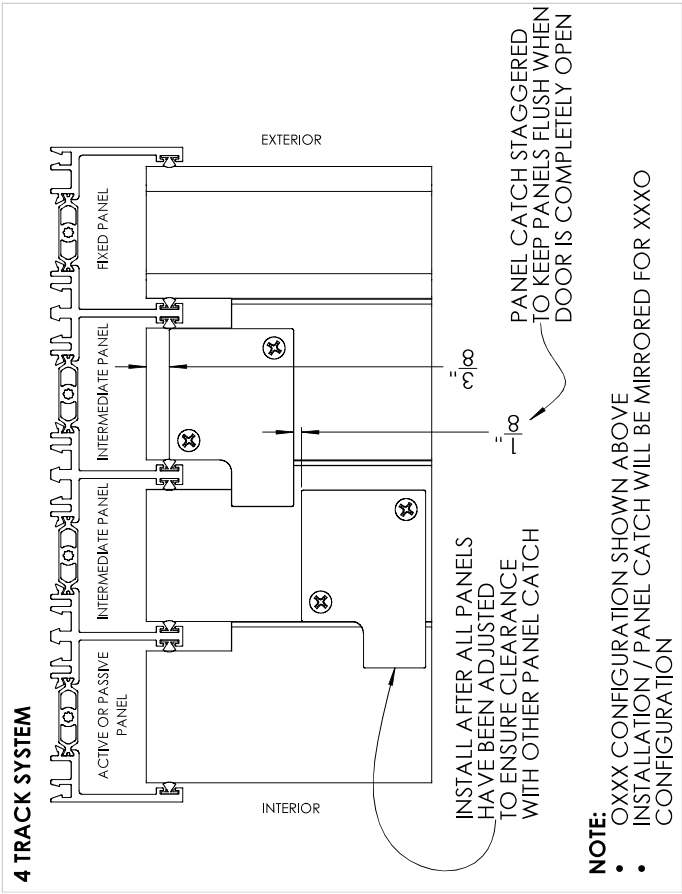 4 TRACK SYSTEM
ACTIVE OR PASSIVE
PANEL
INTERMEDIATE PANEL
INTERMEDIATE PANEL
FIXED PANEL
INTERIOR
EXTERIOR
3/8"
1/8"
INSTALL AFTER ALL PANELS
HAVE BEEN ADJUSTED
TO ENSURE CLEARANCE
WITH OTHER PANEL CATCH
PANEL CATCH STAGGERED
TO KEEP PANELS FLUSH WHEN
DOOR IS COMPLETELY OPEN
NOTE:
• OXXX CONFIGURATION SHOWN ABOVE
• INSTALLATION / PANEL CATCH WILL BE MIRRORED FOR XXXO
CONFIGURATION